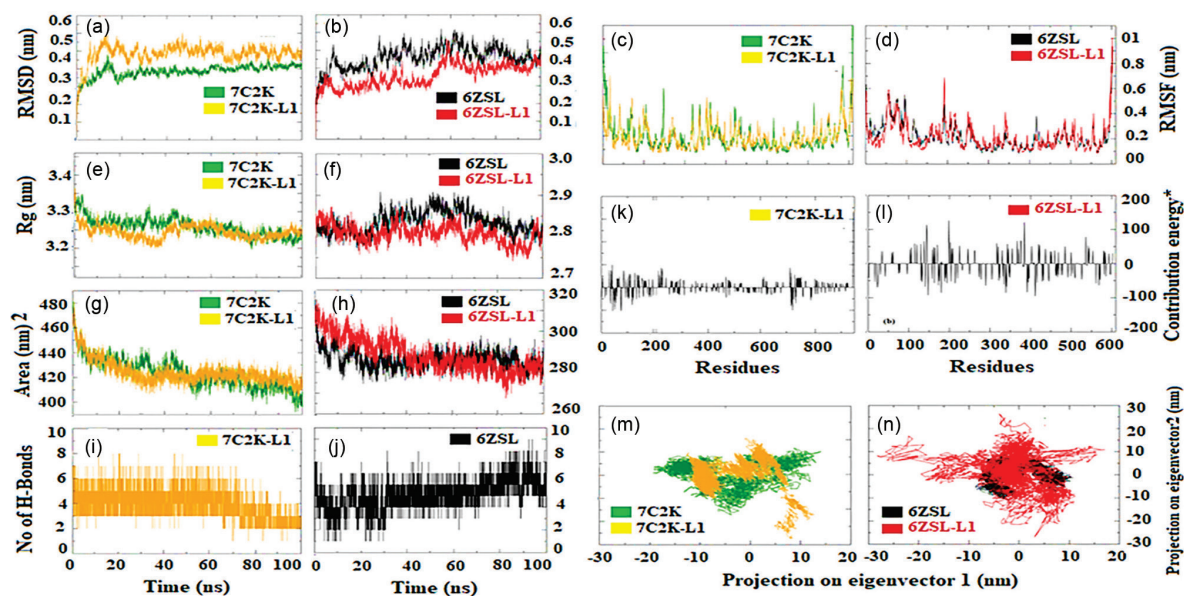 (a)
RMSD (nm)
0.6
0.5
0.4
0.3
0.2
0.1
7C2K
7C2K-L1
(b)
0.6
0.5
0.4
0.3
0.2
0.1
0
6ZSL
6ZSL-L1
(c)
7C2K
7C2K-L1
(d)
6ZSL
6ZSL-L1
01
0.8
0.6
0.4
0.2
00
RMSF (nm)
(e)
Rg (nm)
3.4
3.3
3.2
7C2K
7C2K-L1
(f)
6ZSL
6ZSL-L1
3.0
2.9
2.8
2.7
(k)
7C2K-L1
0 200 400 600 800
Residues
(l)
6ZSL-L1
200
100
0
-100
-200
Contribution energy**
(b)
0 100 200 300 400 500 600
Residues
(g)
Area (nm) 2
480
460
440
420
400
7C2K
7C2K-L1
(h)
6ZSL
6ZSL-L1
320
300
280
260
(i)
No of H-Bonds
10
8
6
4
2
0
7C2K-L1
0 20 40 60 80
Time (ns)
(j)
6ZSL
10
8
6
4
2
0
0 20 40 60 80 100
Time (ns)
(m)
7C2K
7C2K-L1
-30 -20 -10 0 10 20
(n)
6ZSL
6ZSL-L1
30
20
10
0
-10
-20
-30
-30 -20 -10 0 10 20
Projection on eigenvector2 (nm)
Projection on eigenvector 1 (nm)